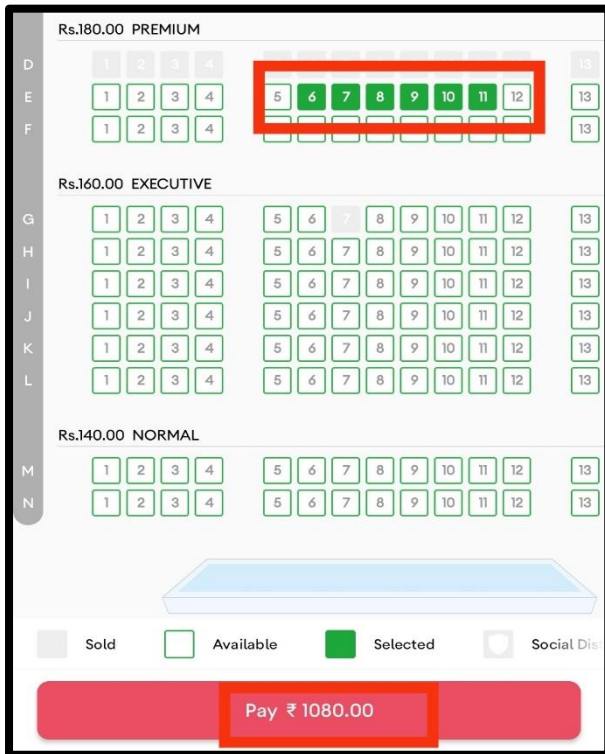 Rs.180.00 PREMIUM
D 1 2 3 4 13
E 1 2 3 4 5 6 7 8 9 10 11 12 13
F 1 2 3 4 13
Rs.160.00 EXECUTIVE
G 1 2 3 4 5 6 7 8 9 10 11 12 13
H 1 2 3 4 5 6 7 8 9 10 11 12 13
I 1 2 3 4 5 6 7 8 9 10 11 12 13
J 1 2 3 4 5 6 7 8 9 10 11 12 13
K 1 2 3 4 5 6 7 8 9 10 11 12 13
L 1 2 3 4 5 6 7 8 9 10 11 12 13
Rs.140.00 NORMAL
M 1 2 3 4 5 6 7 8 9 10 11 12 13
N 1 2 3 4 5 6 7 8 9 10 11 12 13
Sold Available Selected Social Dis
Pay ₹ 1080.00